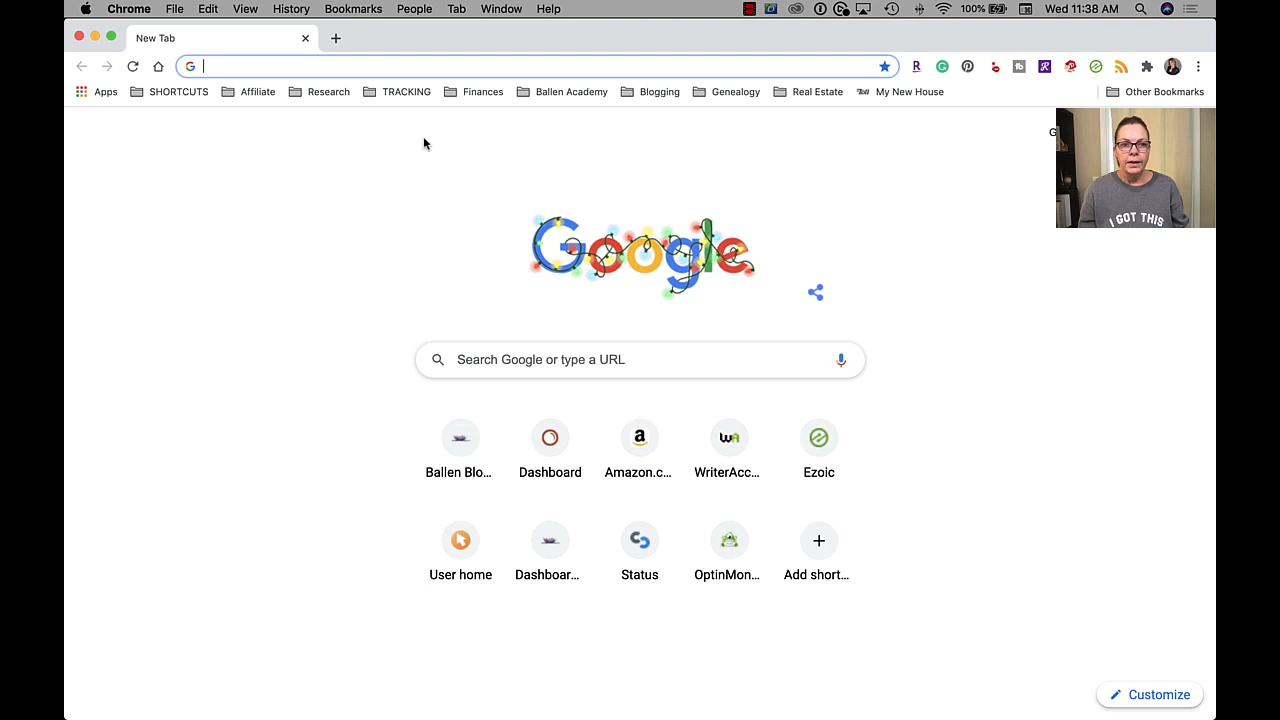 Chrome File Edit View History Bookmarks People Tab Window Help 100% Wed 11:38 AM
New Tab
Apps SHORTCUTS Affiliate Research TRACKING Finances Ballen Academy Blogging Genealogy Real Estate My New House Other Bookmarks
G
I GOT THIS
Google
Search Google or type a URL
Ballen Blo... Dashboard Amazon.c... WriterAcc... Ezoic
User home Dashboar... Status OptinMon... Add short...
Customize